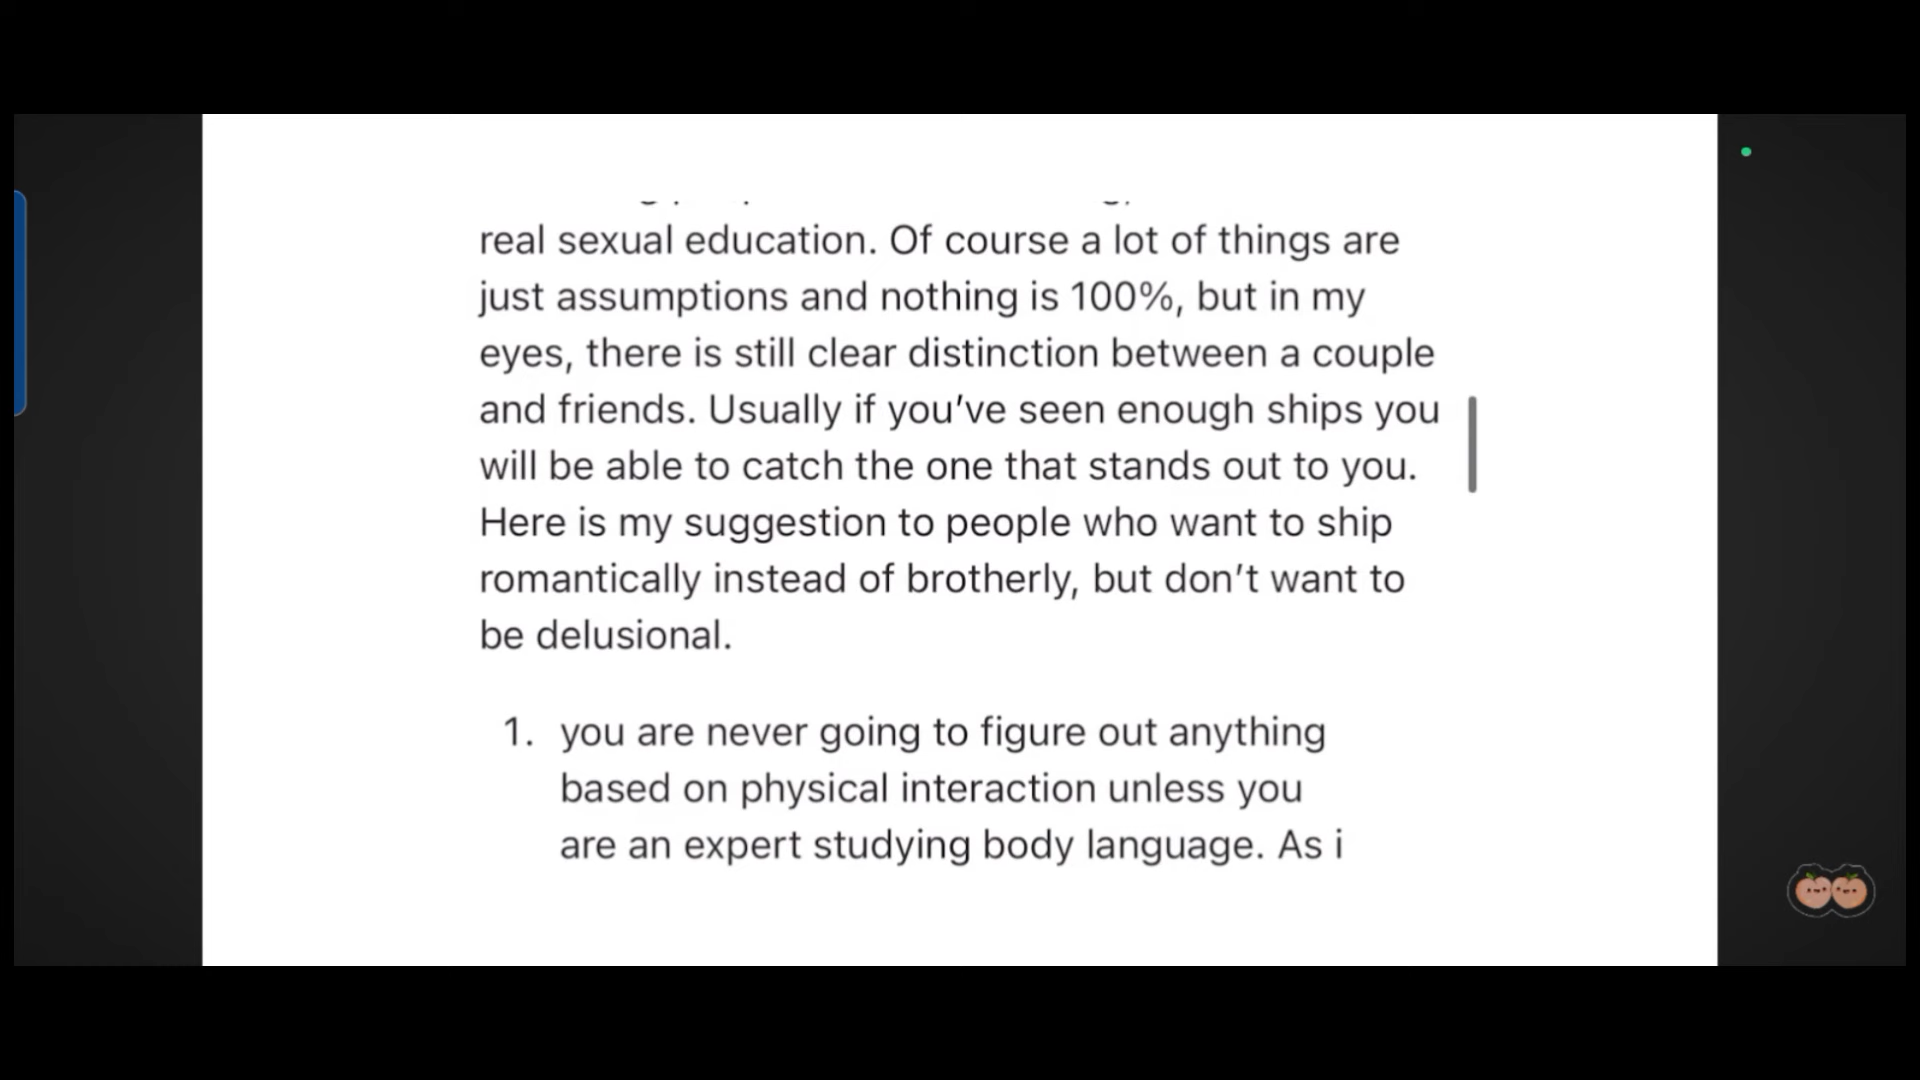 real sexual education. Of course a lot of things are
just assumptions and nothing is 100%, but in my
eyes, there is still clear distinction between a couple
and friends. Usually if you’ve seen enough ships you
will be able to catch the one that stands out to you.
Here is my suggestion to people who want to ship
romantically instead of brotherly, but don’t want to
be delusional.
1. you are never going to figure out anything
based on physical interaction unless you
are an expert studying body language. As i